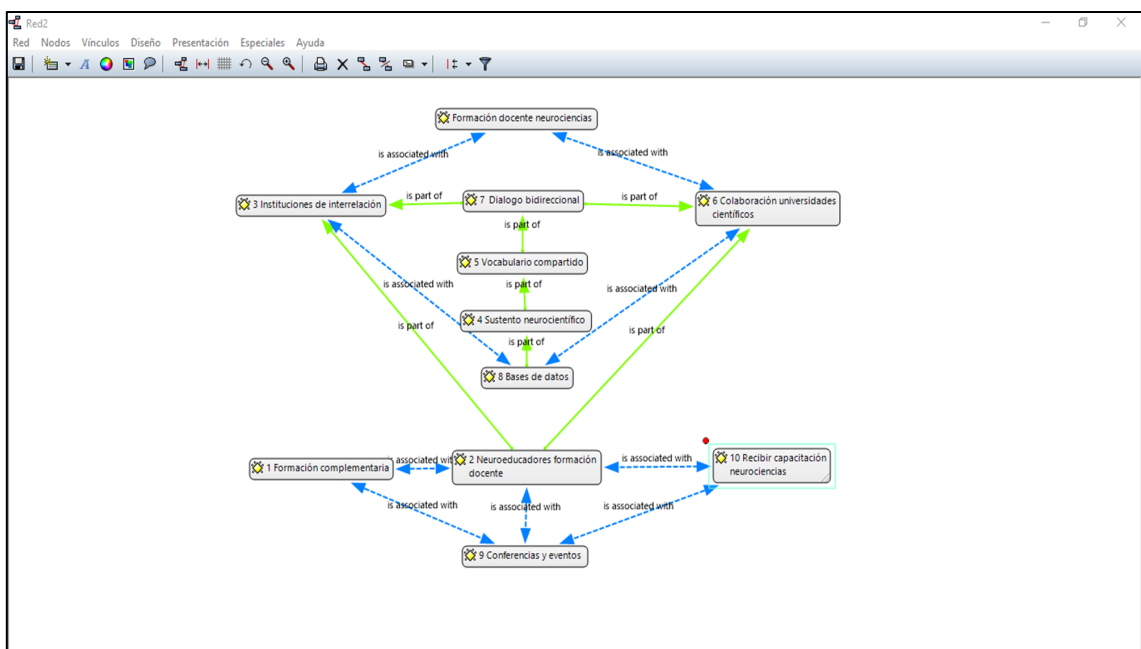 Red2
Red Nodos Vínculos Diseño Presentación Especiales Ayuda
Formación docente neurociencias
is associated with
is associated with
is part of
is part of
3 Instituciones de interrelación
7 Dialogo bidireccional
6 Colaboración universidades
científicos
is part of
5 Vocabulario compartido
is associated with
is part of
is associated with
4 Sustento neurocientífico
is part of
is part of
is part of
8 Bases de datos
1 Formación complementaria
is associated with
2 Neuroeducadores formación
docente
is associated with
10 Recibir capacitación
neurociencias
is associated with
is associated with
is associated with
9 Conferencias y eventos